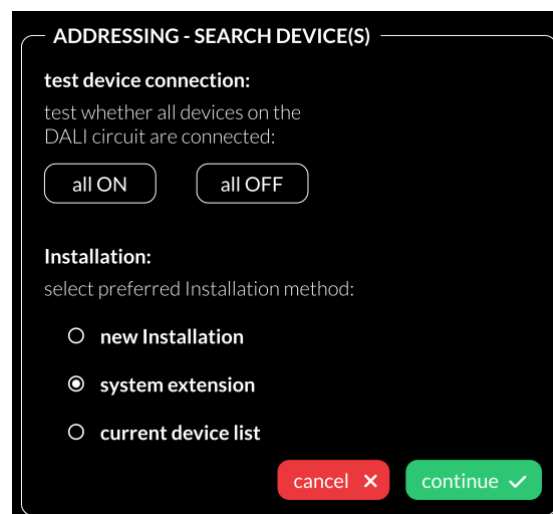 ADDRESSING - SEARCH DEVICE(S)
test device connection:
test whether all devices on the
DALI circuit are connected:
all ON
all OFF
Installation:
select preferred Installation method:
new Installation
system extension
current device list
cancel
continue